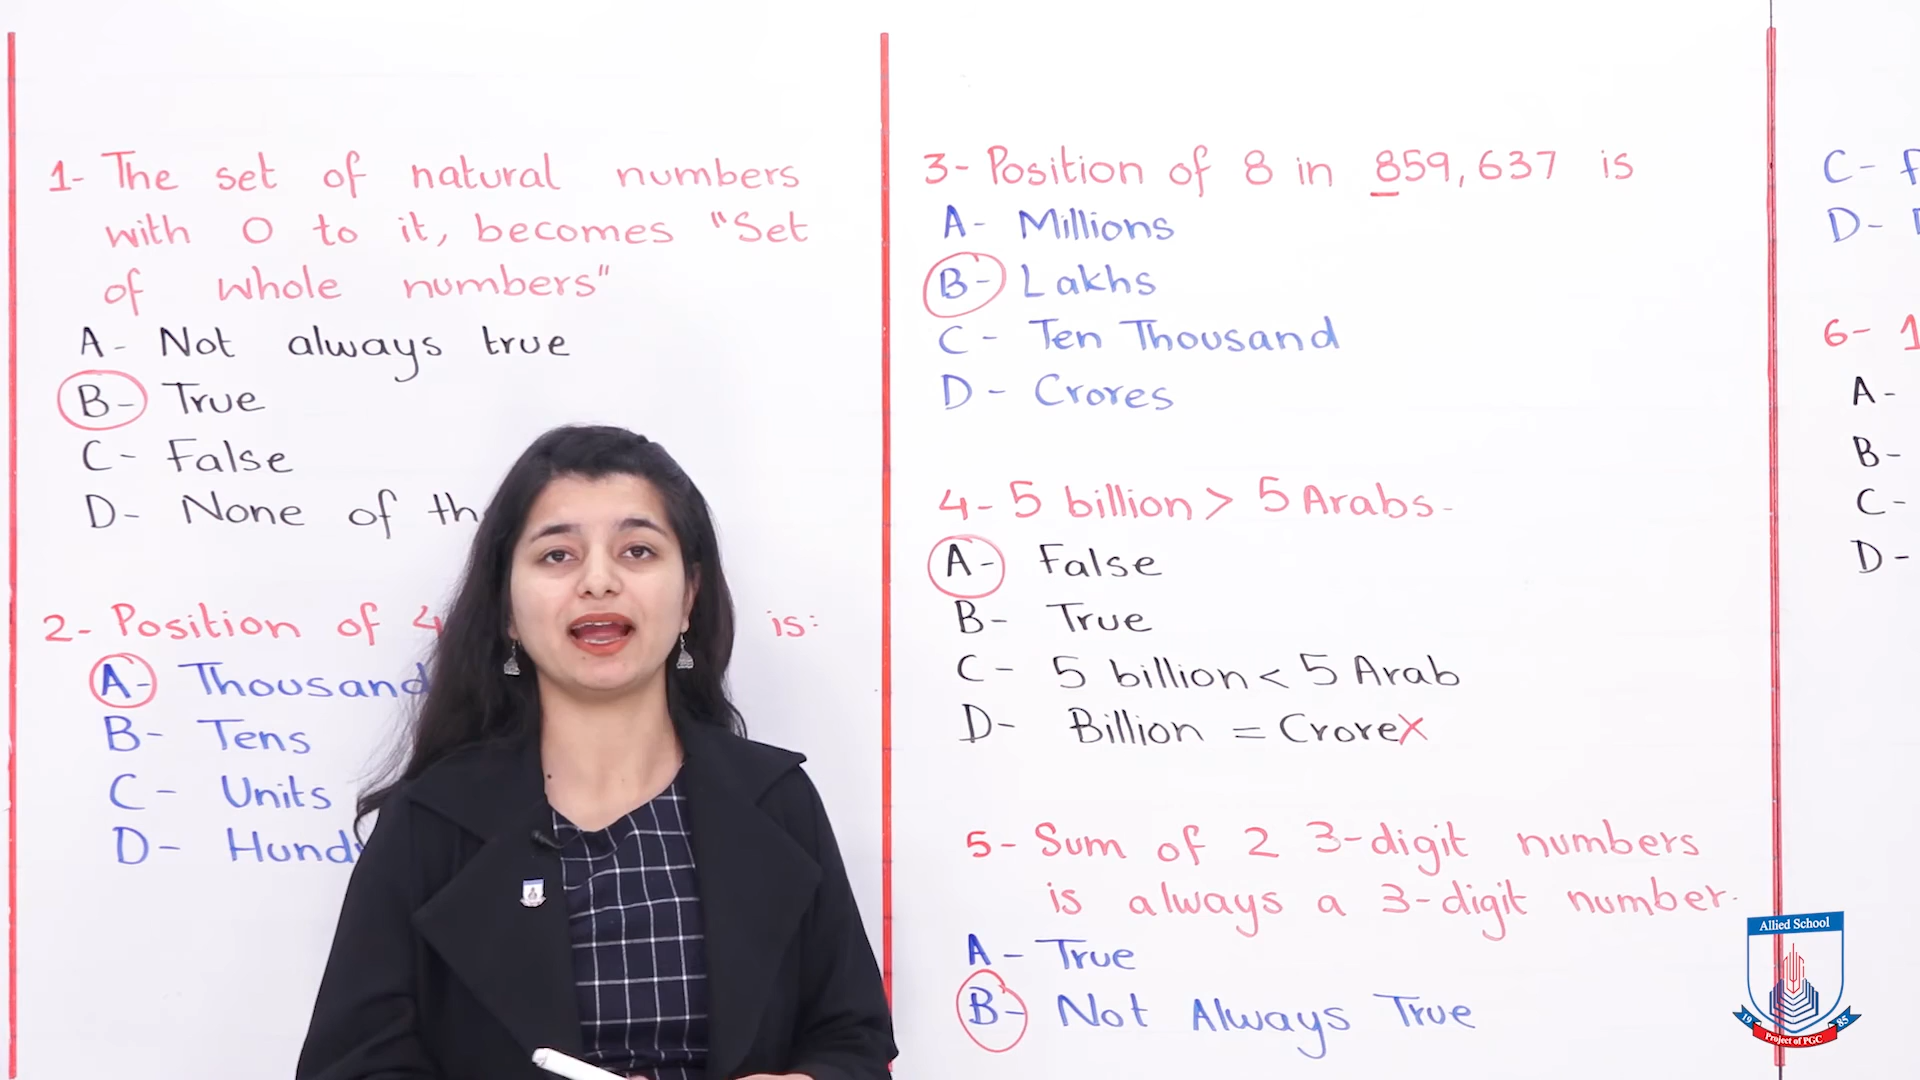 1- The set of natural numbers
with 0 to it, becomes "Set
of whole numbers"
A- Not always true
B- True
C- False
D- None of
2- Position of 4 is:
A- Thousand
B- Tens
C- Units
D-
3- Position of 8 in 859,637 is
A- Millions
B- Lakhs
C- Ten Thousand
D- Crores
4- 5 billion > 5 Arabs-
A- False
B- True
C- 5 billion < 5 Arab
D- Billion = Crore X
5- Sum of 2 3-digit numbers
is always a 3-digit number.
A- True
B- Not Always True
C-
D-
6- 1
A-
B-
C-
D-
Allied School
19 85
Project of PGC